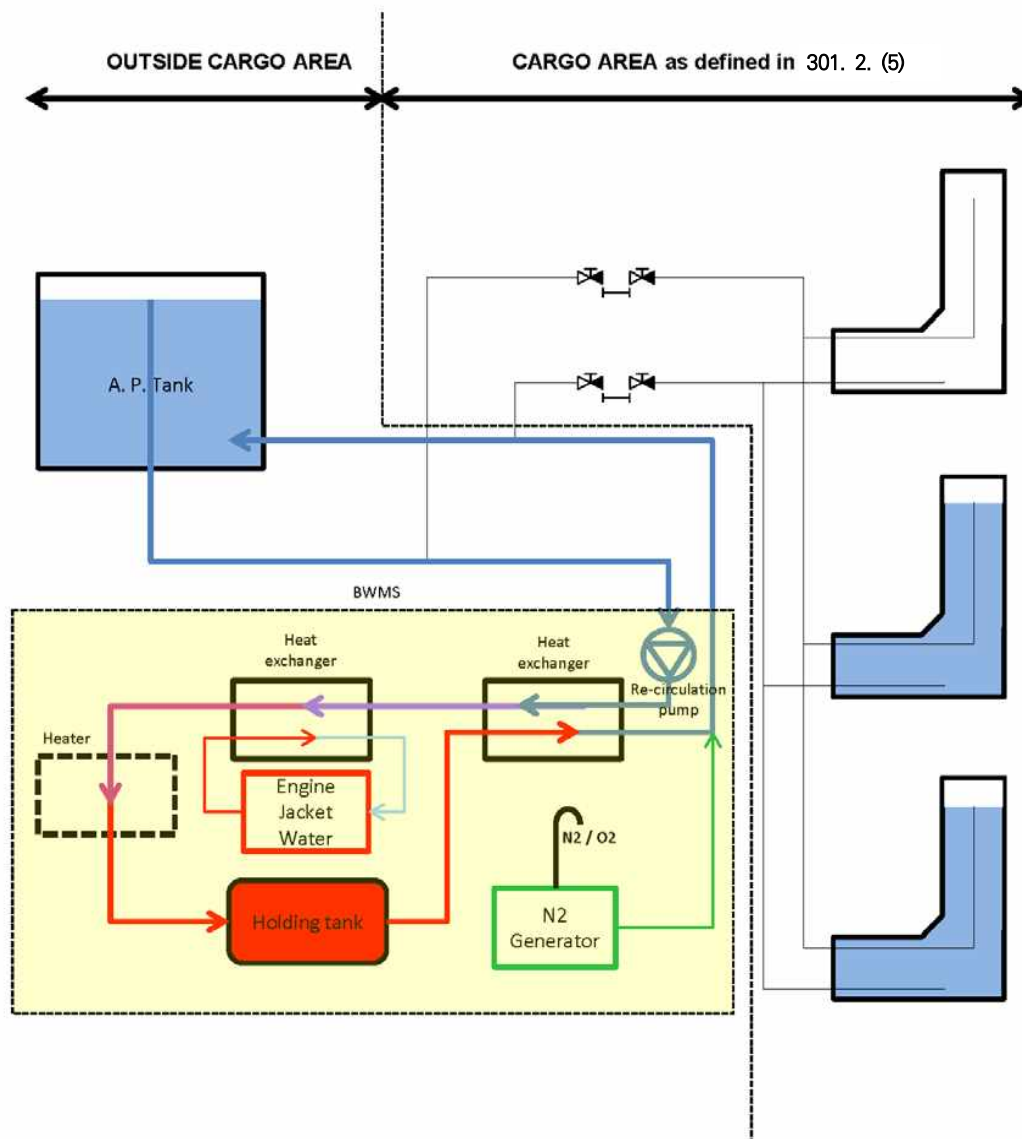 OUTSIDE CARGO AREA
CARGO AREA as defined in 301. 2. (5)
A. P. Tank
BWMS
Heat
exchanger
Heat
exchanger
Re-circulation
pump
Heater
Engine
Jacket
Water
N2 / O2
Holding tank
N2
Generator